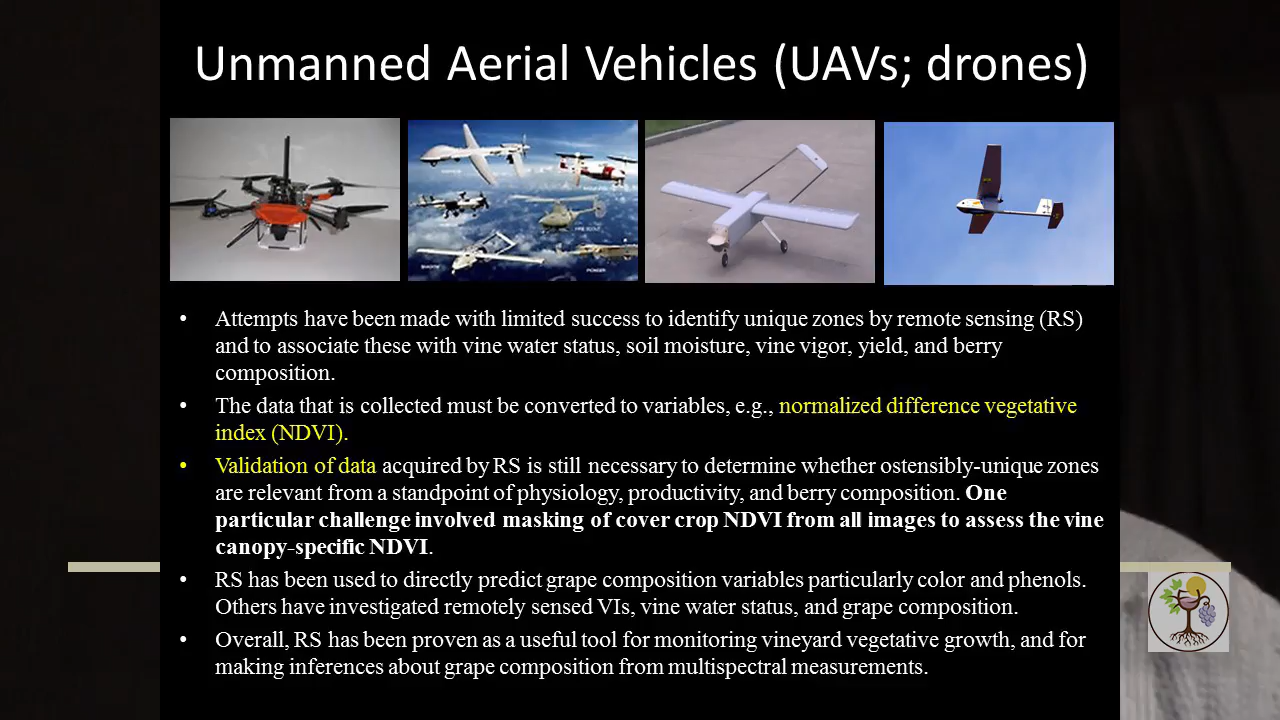 Unmanned Aerial Vehicles (UAVs; drones)
FIRE SCOUT
SHADOW
PIONEER
• Attempts have been made with limited success to identify unique zones by remote sensing (RS)
and to associate these with vine water status, soil moisture, vine vigor, yield, and berry
composition.
• The data that is collected must be converted to variables, e.g., normalized difference vegetative
index (NDVI).
• Validation of data acquired by RS is still necessary to determine whether ostensibly-unique zones
are relevant from a standpoint of physiology, productivity, and berry composition. One
particular challenge involved masking of cover crop NDVI from all images to assess the vine
canopy-specific NDVI.
• RS has been used to directly predict grape composition variables particularly color and phenols.
Others have investigated remotely sensed VIs, vine water status, and grape composition.
• Overall, RS has been proven as a useful tool for monitoring vineyard vegetative growth, and for
making inferences about grape composition from multispectral measurements.